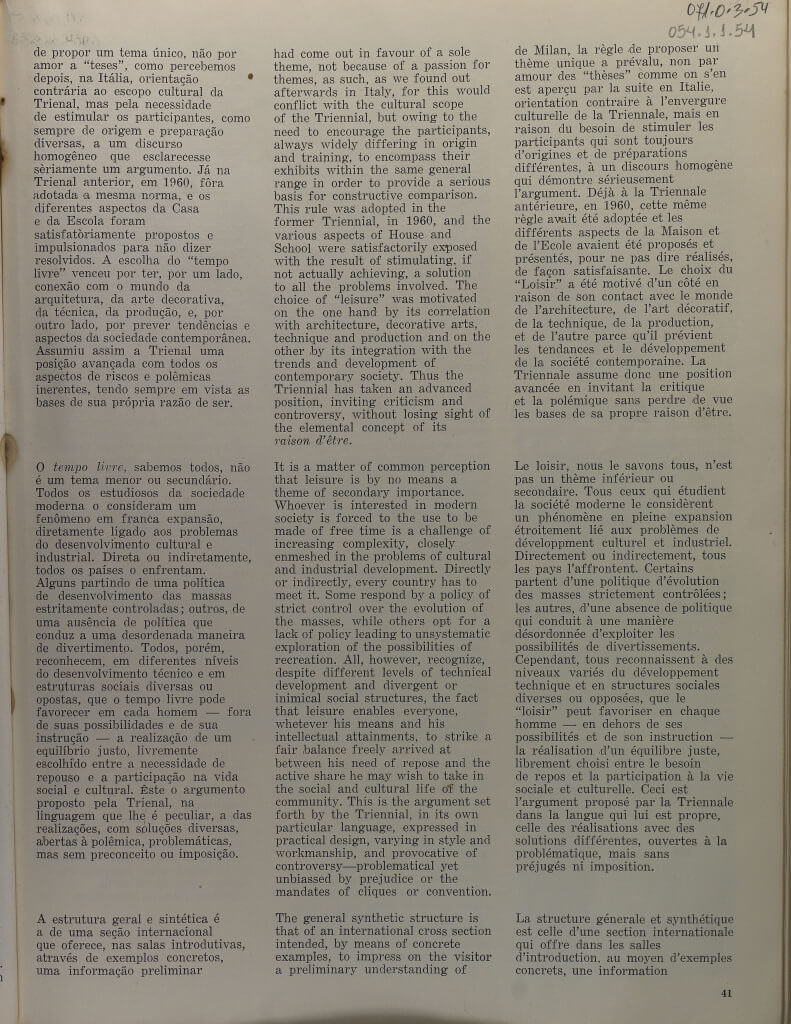 071.0.3-54
054.1.1.54
de propor um tema único, não por
amor a “teses”, como percebemos
depois, na Itália, orientação
contrária ao escopo cultural da
Trienal, mas pela necessidade
de estimular os participantes, como
sempre de origem e preparação
diversas, a um discurso
homogêneo que esclarecesse
sèriamente um argumento. Já na
Trienal anterior, em 1960, fôra
adotada a mesma norma, e os
diferentes aspectos da Casa
e da Escola foram
satisfatòriamente propostos e
impulsionados para não dizer
resolvidos. A escolha do “tempo
livre” venceu por ter, por um lado,
conexão com o mundo da
arquitetura, da arte decorativa,
da técnica, da produção, e, por
outro lado, por prever tendências e
aspectos da sociedade contemporânea.
Assumiu assim a Trienal uma
posição avançada com todos os
aspectos de riscos e polêmicas
inerentes, tendo sempre em vista as
bases de sua própria razão de ser.
O tempo livre, sabemos todos, não
é um tema menor ou secundário.
Todos os estudiosos da sociedade
moderna o consideram um
fenômeno em franca expansão,
diretamente ligado aos problemas
do desenvolvimento cultural e
industrial. Direta ou indiretamente,
todos os países o enfrentam.
Alguns partindo de uma política
de desenvolvimento das massas
estritamente controladas; outros, de
uma ausência de política que
conduz a uma desordenada maneira
de divertimento. Todos, porém,
reconhecem, em diferentes níveis
do desenvolvimento técnico e em
estruturas sociais diversas ou
opostas, que o tempo livre pode
favorecer em cada homem — fora
de suas possibilidades e de sua
instrução — a realização de um
equilíbrio justo, livremente
escolhido entre a necessidade de
repouso e a participação na vida
social e cultural. Êste o argumento
proposto pela Trienal, na
linguagem que lhe é peculiar, a das
realizações, com soluções diversas,
abertas à polêmica, problemáticas,
mas sem preconceito ou imposição.
A estrutura geral e sintética é
a de uma seção internacional
que oferece, nas salas introdutivas,
através de exemplos concretos,
uma informação preliminar
had come out in favour of a sole
theme, not because of a passion for
themes, as such, as we found out
afterwards in Italy, for this would
conflict with the cultural scope
of the Triennial, but owing to the
need to encourage the participants,
always widely differing in origin
and training, to encompass their
exhibits within the same general
range in order to provide a serious
basis for constructive comparison.
This rule was adopted in the
former Triennial, in 1960, and the
various aspects of House and
School were satisfactorily exposed
with the result of stimulating, if
not actually achieving, a solution
to all the problems involved. The
choice of “leisure” was motivated
on the one hand by its correlation
with architecture, decorative arts,
technique and production and on the
other by its integration with the
trends and development of
contemporary society. Thus the
Triennial has taken an advanced
position, inviting criticism and
controversy, without losing sight of
the elemental concept of its
raison d’être.
It is a matter of common perception
that leisure is by no means a
theme of secondary importance.
Whoever is interested in modern
society is forced to the use to be
made of free time is a challenge of
increasing complexity, closely
enmeshed in the problems of cultural
and industrial development. Directly
or indirectly, every country has to
meet it. Some respond by a policy of
strict control over the evolution of
the masses, while others opt for a
lack of policy leading to unsystematic
exploration of the possibilities of
recreation. All, however, recognize,
despite different levels of technical
development and divergent or
inimical social structures, the fact
that leisure enables everyone,
whatever his means and his
intellectual attainments, to strike a
fair balance freely arrived at
between his need of repose and the
active share he may wish to take in
the social and cultural life of the
community. This is the argument set
forth by the Triennial, in its own
particular language, expressed in
practical design, varying in style and
workmanship, and provocative of
controversy—problematical yet
unbiassed by prejudice or the
mandates of cliques or convention.
The general synthetic structure is
that of an international cross section
intended, by means of concrete
examples, to impress on the visitor
a preliminary understanding of
de Milan, la règle de proposer un
thème unique a prévalu, non par
amour des “thèses” comme on s’en
est aperçu par la suite en Italie,
orientation contraire à l’envergure
culturelle de la Triennale, mais en
raison du besoin de stimuler les
participants qui sont toujours
d’origines et de préparations
différentes, à un discours homogène
qui démontre sérieusement
l’argument. Déjà à la Triennale
antérieure, en 1960, cette même
règle avait été adoptée et les
différents aspects de la Maison et
de l’Ecole avaient été proposés et
présentés, pour ne pas dire réalisés,
de façon satisfaisante. Le choix du
“Loisir” a été motivé d’un côté en
raison de son contact avec le monde
de l’architecture, de l’art décoratif,
de la technique, de la production,
et de l’autre parce qu’il prévient
les tendances et le développement
de la société contemporaine. La
Triennale assume donc une position
avancée en invitant la critique
et la polémique sans perdre de vue
les bases de sa propre raison d’être.
Le loisir, nous le savons tous, n’est
pas un thème inférieur ou
secondaire. Tous ceux qui étudient
la société moderne le considèrent
un phénomène en pleine expansion
étroitement lié aux problèmes de
développment culturel et industriel.
Directement ou indirectement, tous
les pays l’affrontent. Certains
partent d’une politique d’évolution
des masses strictement contrôlées;
les autres, d’une absence de politique
qui conduit à une manière
désordonnée d’exploiter les
possibilités de divertissements.
Cependant, tous reconnaissent à des
niveaux variés du développement
technique et en structures sociales
diverses ou opposées, que le
“loisir” peut favoriser en chaque
homme — en dehors de ses
possibilités et de son instruction —
la réalisation d’un équilibre juste,
librement choisi entre le besoin
de repos et la participation à la vie
sociale et culturelle. Ceci est
l’argument proposé par la Triennale
dans la langue qui lui est propre,
celle des réalisations avec des
solutions différentes, ouvertes à la
problématique, mais sans
préjugés ni imposition.
La structure génerale et synthétique
est celle d’une section internationale
qui offre dans les salles
d’introduction, au moyen d’exemples
concrets, une information
41